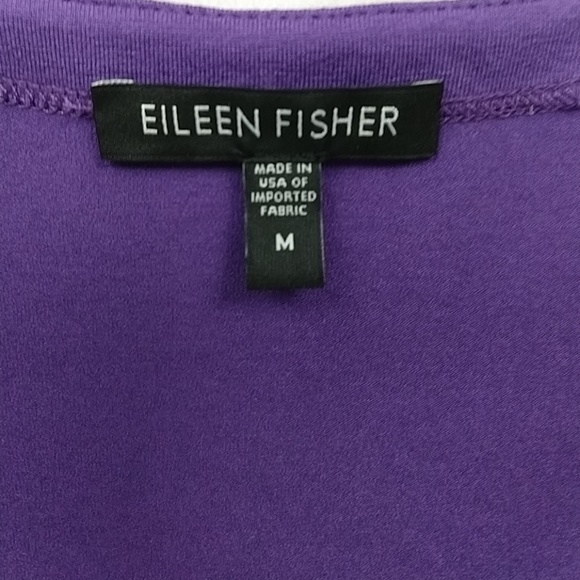 EILEEN FISHER
MADE IN
USA OF
IMPORTED
FABRIC
M